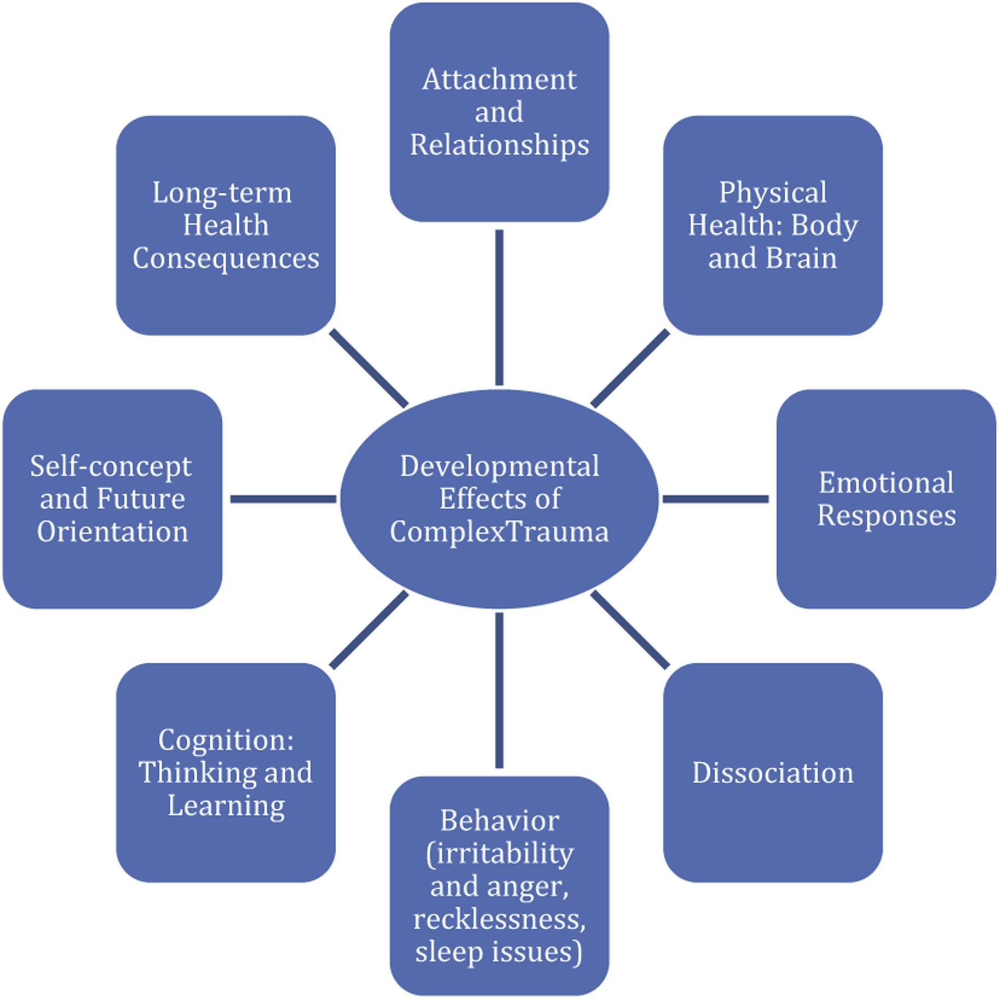 Attachment
and
Relationships
Physical
Health: Body
and Brain
Emotional
Responses
Dissociation
Behavior
(irritability
and anger,
recklessness,
sleep issues)
Cognition:
Thinking and
Learning
Self-concept
and Future
Orientation
Long-term
Health
Consequences
Developmental
Effects of
ComplexTrauma